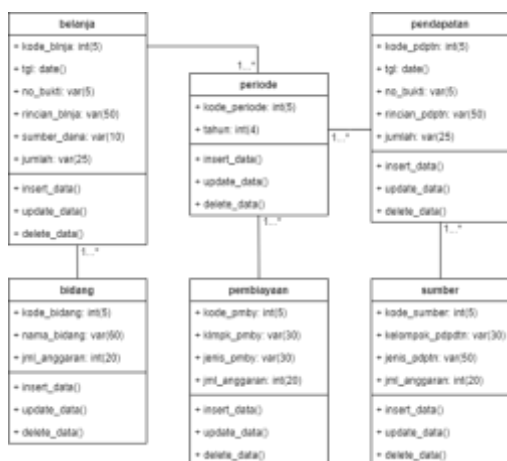 belanja
+ kode_blnja: int(5)
+ tgl: date()
+ no_bukti: var(5)
+ rincian_blnja: var(50)
+ sumber_dana: var(10)
+ jumlah: var(25)
+ insert_data()
+ update_data()
+ delete_data()
1...*
periode
+ kode_periode: int(5)
+ tahun: int(4)
+ insert_data()
+ update_data()
+ delete_data()
1...*
1...*
pendapatan
+ kode_pdptn: int(5)
+ tgl: date()
+ no_bukti: var(5)
+ rincian_pdptn: var(50)
+ jumlah: var(25)
+ insert_data()
+ update_data()
+ delete_data()
1...*
1...*
bidang
+ kode_bidang: int(5)
+ nama_bidang: var(60)
+ jml_anggaran: int(20)
+ insert_data()
+ update_data()
+ delete_data()
pembiayaan
+ kode_pmby: int(5)
+ klmpk_pmby: var(30)
+ jenis_pmby: var(30)
+ jml_anggaran: int(20)
+ insert_data()
+ update_data()
+ delete_data()
sumber
+ kode_sumber: int(5)
+ kelompok_pdpdtn: var(30)
+ jenis_pdptn: var(50)
+ jml_anggaran: int(20)
+ insert_data()
+ update_data()
+ delete_data()